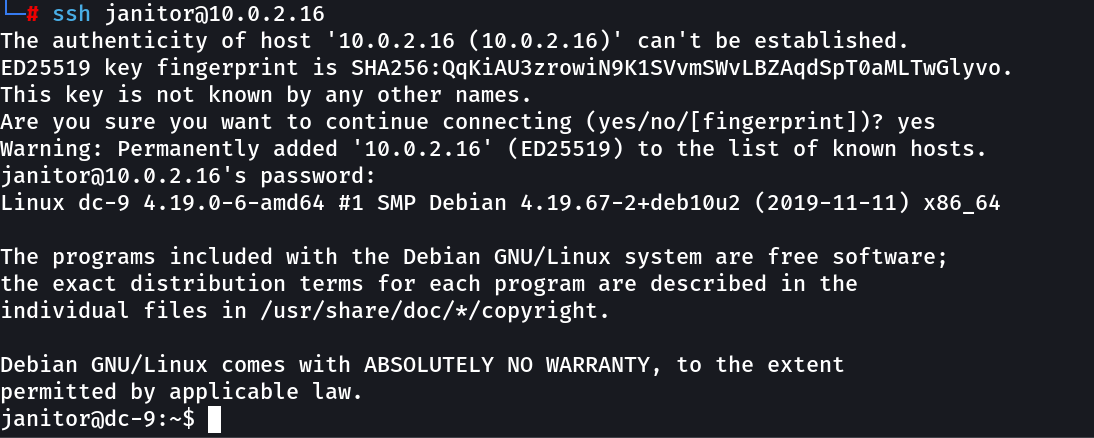 └─# ssh janitor@10.0.2.16
The authenticity of host '10.0.2.16 (10.0.2.16)' can't be established.
ED25519 key fingerprint is SHA256:QqKiAU3zrowiN9K1SVvmSWvLBZAqdSpT0aMLTwGlyvo.
This key is not known by any other names.
Are you sure you want to continue connecting (yes/no/[fingerprint])? yes
Warning: Permanently added '10.0.2.16' (ED25519) to the list of known hosts.
janitor@10.0.2.16's password:
Linux dc-9 4.19.0-6-amd64 #1 SMP Debian 4.19.67-2+deb10u2 (2019-11-11) x86_64
The programs included with the Debian GNU/Linux system are free software;
the exact distribution terms for each program are described in the
individual files in /usr/share/doc/*/copyright.
Debian GNU/Linux comes with ABSOLUTELY NO WARRANTY, to the extent
permitted by applicable law.
janitor@dc-9:~$